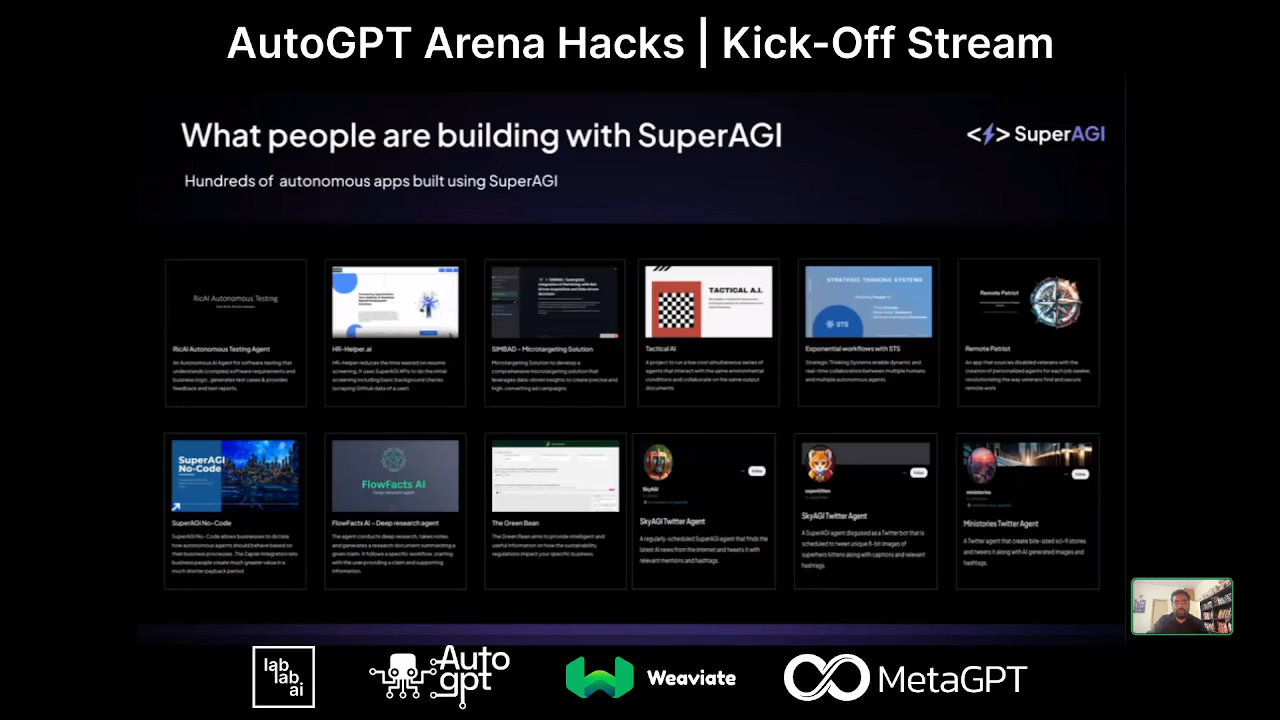 AutoGPT Arena Hacks | Kick-Off Stream
What people are building with SuperAGI
<⚡> SuperAGI
Hundreds of autonomous apps built using SuperAGI
RicAI Autonomous Testing
RicAI Autonomous Testing Agent
An Autonomous AI Agent for software testing that
understands (complex) software requirements and
business logic, generates test cases & provides
feedback and test reports.
HR-Helper.ai
HR-Helper reduces the time wasted on resume
screening, It uses SuperAGI APIs to do the initial
screening including basic background checks
(scraping GitHub data of a user).
SIMBAD - Microtargeting Solution
Microtargeting Solution to develop a
comprehensive microtargeting solution that
leverages data-driven insights to create precise and
high-converting ad campaigns.
TACTICAL A.I.
Tactical AI
A project to run a low cost simultaneous series of
agents that interact with the same environmental
conditions and collaborate on the same output
documents.
STRATEGIC THINKING SYSTEMS
STS
Exponential workflows with STS
Strategic Thinking Systems enable dynamic and
real-time collaboration between multiple humans
and multiple autonomous agents.
Remote Patriot
Remote Patriot
An app that sources disabled veterans with the
creation of personalized agents for each job seeker,
revolutionizing the way veterans find and secure
remote work
SuperAGI
No-Code
SuperAGI No-Code
SuperAGI No-Code allows businesses to dictate
how autonomous agents should behave based on
their business processes. The Zapier integration lets
business people create much greater value in a
much shorter payback period.
FlowFacts AI
Deep research agent
FlowFacts AI - Deep research agent
The agent conducts deep research, takes notes,
and generates a research document summarizing a
given claim. It follows a specific workflow, starting
with the user providing a claim and supporting
information.
The Green Bean
The Green Bean aims to provide intelligent and
useful information on how the sustainability
regulations impact your specific business.
SkyAGI
Follow
SkyAGI Twitter Agent
A regularly-scheduled SuperAGI agent that finds the
latest AI news from the internet and tweets it with
relevant mentions and hashtags.
superkitten
Follow
SkyAGI Twitter Agent
A SuperAGI agent disguised as a Twitter bot that is
scheduled to tweet unique 8-bit images of
superhero kittens along with captions and relevant
hashtags.
ministories
Follow
Ministories Twitter Agent
A Twitter agent that create bite-sized sci-fi stories
and tweets it along with AI generated images and
hashtags.
lab
lab
ai
Auto
gpt
Weaviate
MetaGPT